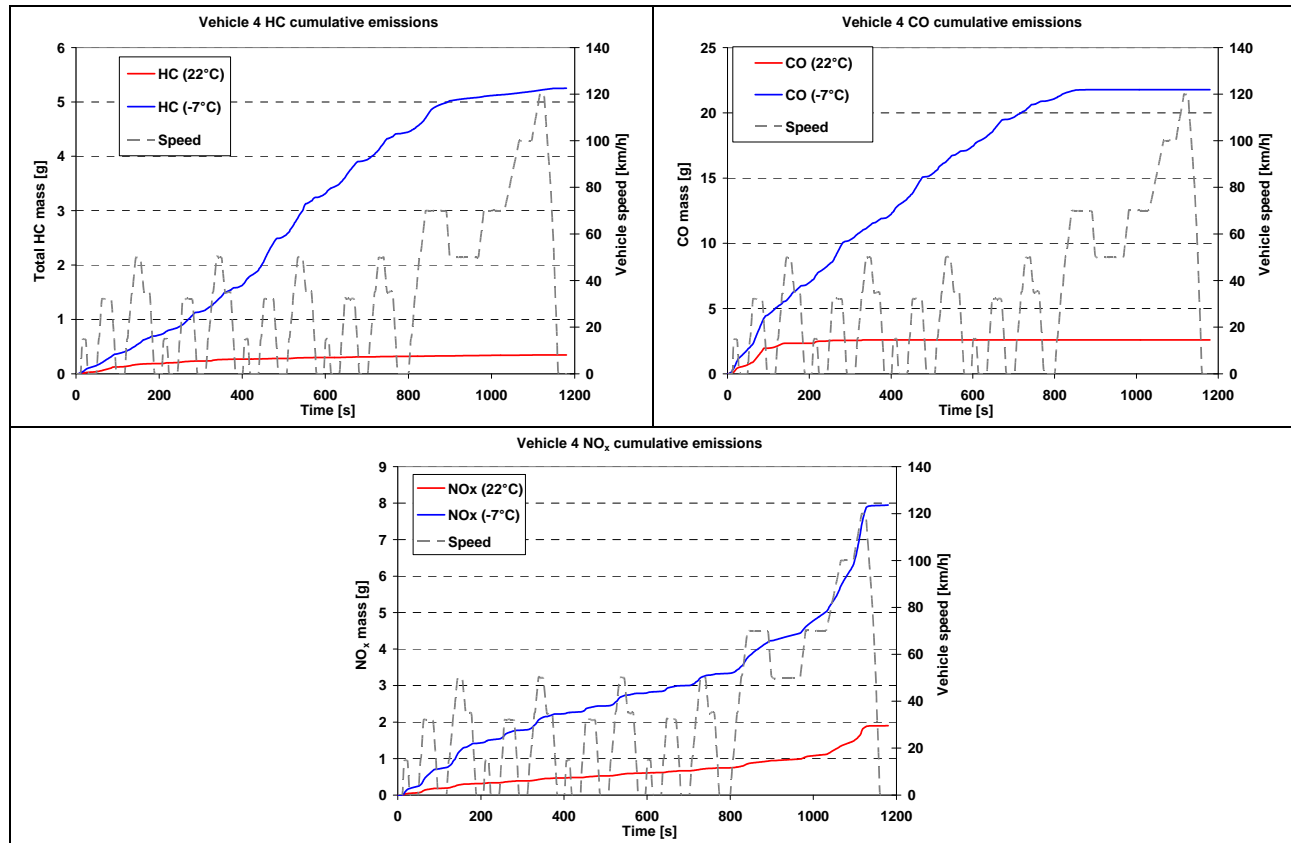 Vehicle 4 HC cumulative emissions
Total HC mass [g]
6
5
4
3
2
1
0
HC (22°C)
HC (-7°C)
Speed
140
120
100
80
60
40
20
0
Vehicle speed [km/h]
0 200 400 600 800 1000 1200
Time [s]
Vehicle 4 CO cumulative emissions
CO mass [g]
25
20
15
10
5
0
CO (22°C)
CO (-7°C)
Speed
140
120
100
80
60
40
20
0
Vehicle speed [km/h]
0 200 400 600 800 1000 1200
Time [s]
Vehicle 4 NOx cumulative emissions
NOx mass [g]
9
8
7
6
5
4
3
2
1
0
NOx (22°C)
NOx (-7°C)
Speed
140
120
100
80
60
40
20
0
Vehicle speed [km/h]
0 200 400 600 800 1000 1200
Time [s]